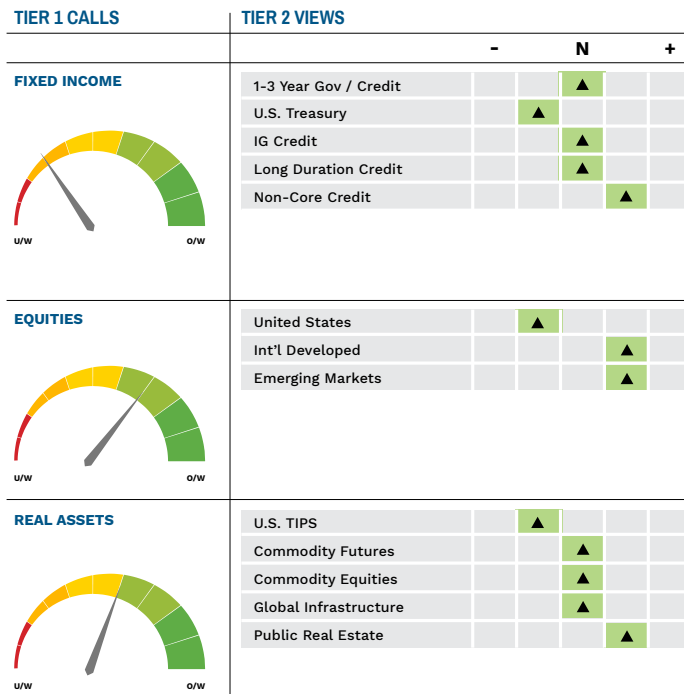 TIER 1 CALLS
TIER 2 VIEWS
- N +
FIXED INCOME
1-3 Year Gov / Credit
U.S. Treasury
IG Credit
Long Duration Credit
Non-Core Credit
U/W O/W
EQUITIES
United States
Int'l Developed
Emerging Markets
U/W O/W
REAL ASSETS
U.S. TIPS
Commodity Futures
Commodity Equities
Global Infrastructure
Public Real Estate
U/W O/W